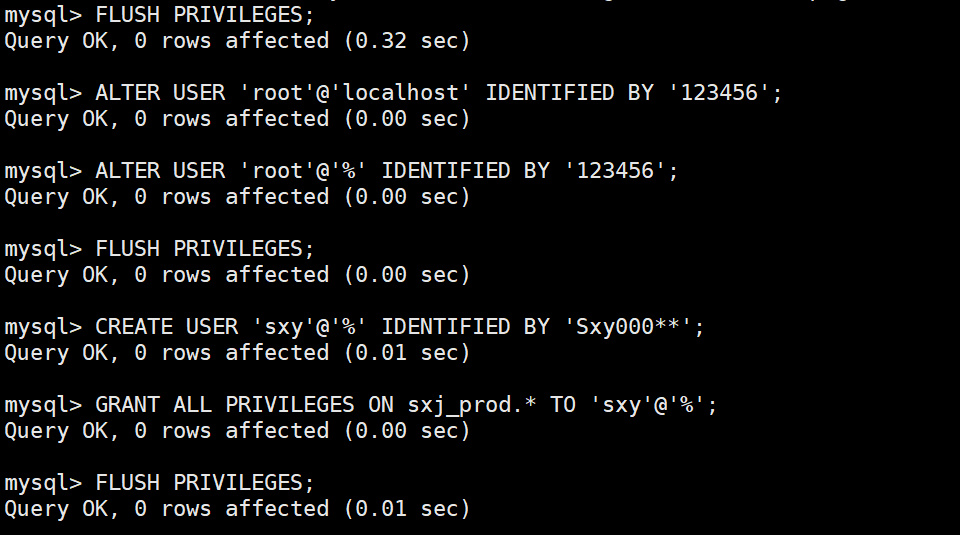 mysql> FLUSH PRIVILEGES;
Query OK, 0 rows affected (0.32 sec)
mysql> ALTER USER 'root'@'localhost' IDENTIFIED BY '123456';
Query OK, 0 rows affected (0.00 sec)
mysql> ALTER USER 'root'@'%' IDENTIFIED BY '123456';
Query OK, 0 rows affected (0.00 sec)
mysql> FLUSH PRIVILEGES;
Query OK, 0 rows affected (0.00 sec)
mysql> CREATE USER 'sxy'@'%' IDENTIFIED BY 'Sxy000**';
Query OK, 0 rows affected (0.01 sec)
mysql> GRANT ALL PRIVILEGES ON sxj_prod.* TO 'sxy'@'%';
Query OK, 0 rows affected (0.00 sec)
mysql> FLUSH PRIVILEGES;
Query OK, 0 rows affected (0.01 sec)